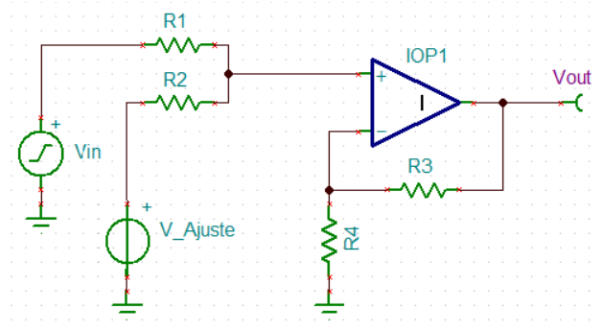 R1
IOP1
R2
Vout
+
+
I
-
+
Vin
R3
+
V_Ajuste
R4